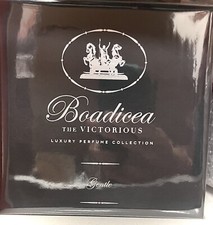 Boadicea
THE VICTORIOUS
LUXURY PERFUME COLLECTION
Gentle